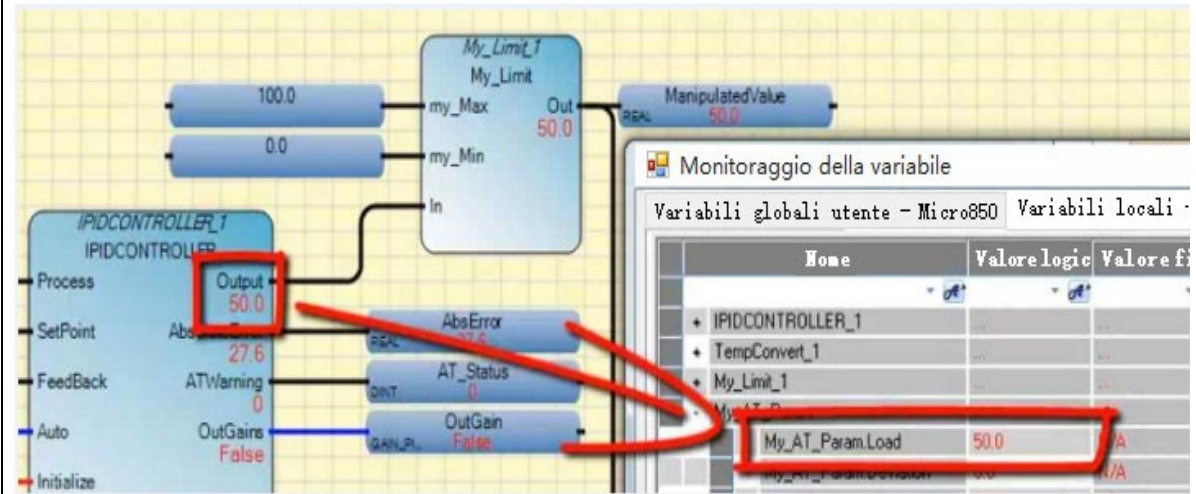 My_Limit_1
My_Limit
100.0
my_Max
Out
50.0
ManipulatedValue
REAL
50.0
0.0
my_Min
In
IPIDCONTROLLER_1
IPIDCONTROLLER
Process
Output
50.0
SetPoint
27.6
AbsError
REAL
FeedBack
ATWarning
0
AT_Status
DINT
0
Auto
OutGains
False
OutGain
GAIN_PI..
False
Initialize
Monitoraggio della variabile
Variabili globali utente - Micro850
Variabili locali -
Nome
Valore logic
Valore fi
+ IPIDCONTROLLER_1
... ...
+ TempConvert_1
... ...
+ My_Limit_1
... ...
My_AT_Param.Load
50.0
N/A